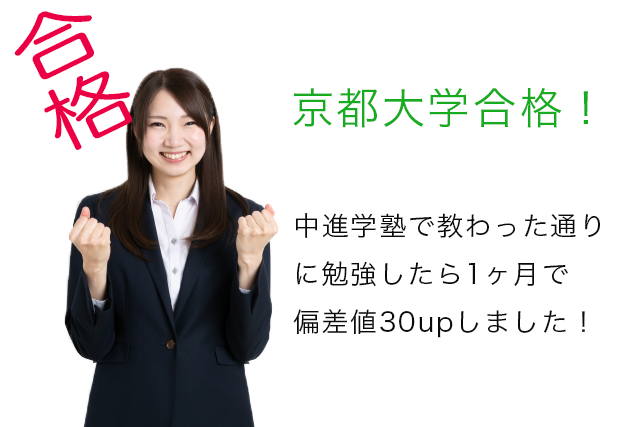 合格
京都大学合格！
中進学塾で教わった通り
に勉強したら1ヶ月で
偏差値30upしました！